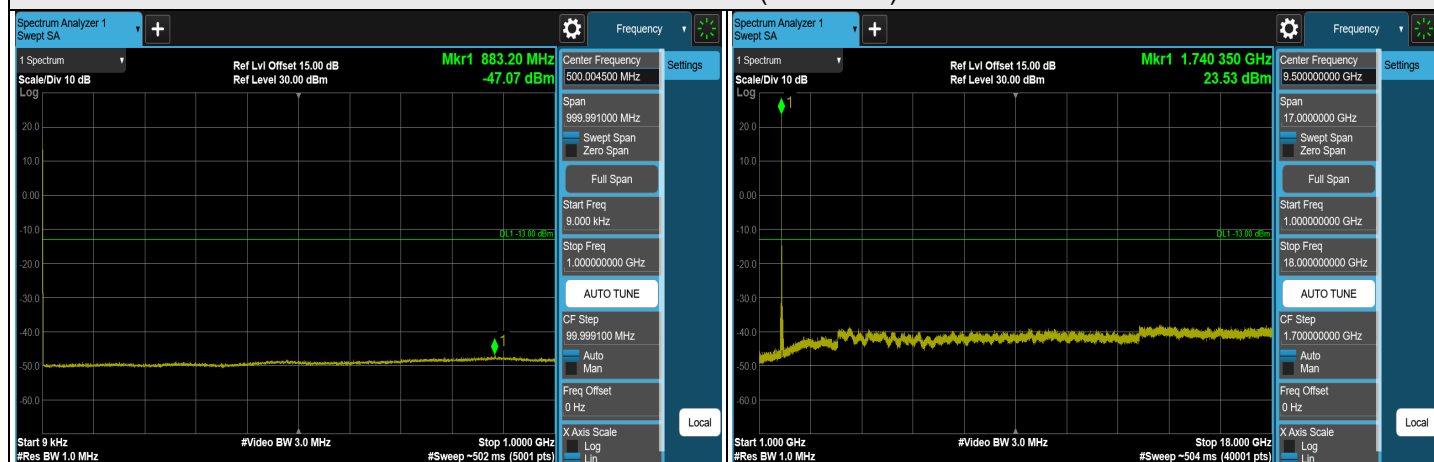 Spectrum Analyzer 1
Swept SA
Frequency
1 Spectrum
Scale/Div 10 dB
Log
Ref Lvl Offset 15.00 dB
Ref Level 30.00 dBm
Mkr1 883.20 MHz
-47.07 dBm
20.0
10.0
0.00
-10.0
-20.0
-30.0
-40.0
-50.0
-60.0
DL1 -13.00 dBm
1
Start 9 kHz
#Res BW 1.0 MHz
#Video BW 3.0 MHz
Stop 1.0000 GHz
#Sweep ~502 ms (5001 pts)
Center Frequency
500.004500 MHz
Span
999.991000 MHz
Swept Span
Zero Span
Full Span
Start Freq
9.000 kHz
Stop Freq
1.000000000 GHz
AUTO TUNE
CF Step
99.999100 MHz
Auto
Man
Freq Offset
0 Hz
X Axis Scale
Log
Lin
Settings
Local
Spectrum Analyzer 1
Swept SA
Frequency
1 Spectrum
Scale/Div 10 dB
Log
Ref Lvl Offset 15.00 dB
Ref Level 30.00 dBm
Mkr1 1.740 350 GHz
23.53 dBm
20.0
10.0
0.00
-10.0
-20.0
-30.0
-40.0
-50.0
-60.0
DL1 -13.00 dBm
1
Start 1.000 GHz
#Res BW 1.0 MHz
#Video BW 3.0 MHz
Stop 18.000 GHz
#Sweep ~504 ms (40001 pts)
Center Frequency
9.500000000 GHz
Span
17.0000000 GHz
Swept Span
Zero Span
Full Span
Start Freq
1.000000000 GHz
Stop Freq
18.000000000 GHz
AUTO TUNE
CF Step
1.700000000 GHz
Auto
Man
Freq Offset
0 Hz
X Axis Scale
Log
Lin
Settings
Local